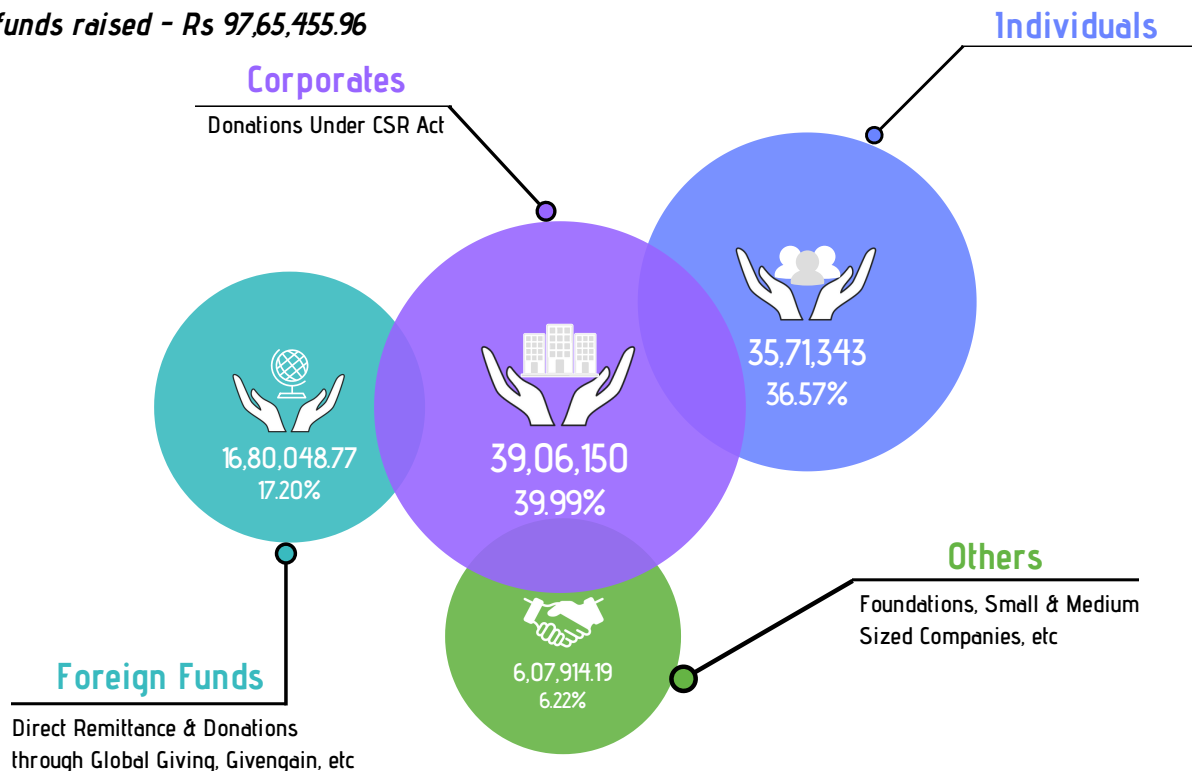 funds raised - Rs 97,65,455.96
Individuals
Corporates
Donations Under CSR Act
35,71,343
36.57%
16,80,048.77
17.20%
39,06,150
39.99%
Others
Foundations, Small & Medium
Sized Companies, etc
6,07,914.19
6.22%
Foreign Funds
Direct Remittance & Donations
through Global Giving, Givengain, etc